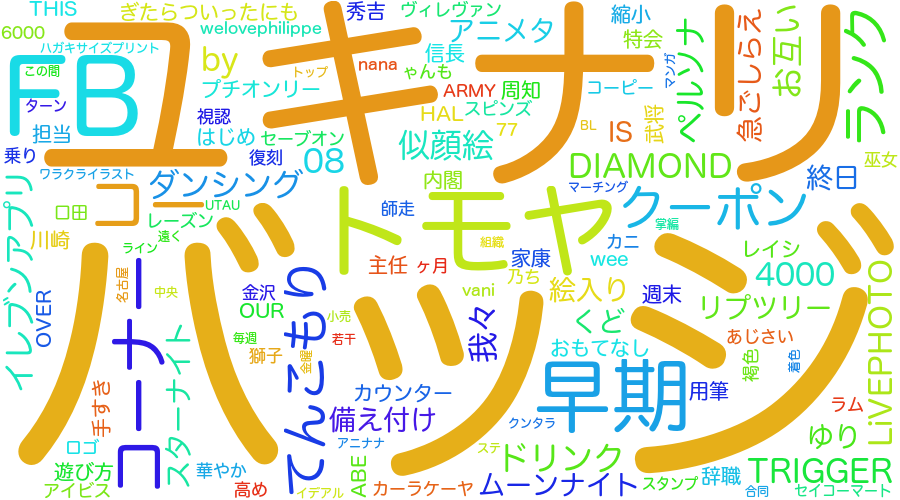 THIS
ぎたらついったにも
秀吉
ヴィレヴァン
縮小
急ごしらえ
お互い
ランク
6000
ユキナリ
welovephilippe
アニメタ
特会
ハガキサイズプリント
by
信長
FB
この間
トップ
nana
ゃんも
マンガ
ペルソナ
ターン
プチオンリー
ARMY
周知
コーピー
担当
視認
HAL
スピンズ
武将
はじめ
セーブオン
77
BL
IS
乗り
復刻
08
似顔絵
DIAMOND
巫女
ワラクライラスト
ダンシング
内閣
マーチング
終日
コー
UTAU
トモヤ
クーポン
イレブンアプリ
口田
レーズン
師走
掌編
川崎
遠く
ライン
組織
カニ
レイシ
バッジ
主任
ヶ月
家康
wee
4000
名古屋
中央
てんこもり
乃ち
OVER
コーナー
金沢
vani
絵入り
週末
リプツリー
LiVEPHOTO
OUR
小売
我々
くど
毎週
若干
あじさい
スターナイト
獅子
金曜
おもてなし
褐色
着色
早期
手すき
カウンター
用筆
ラム
備え付け
クンタラ
ゆり
ロゴ
アニナナ
ステ
ドリンク
遊び方
華やか
ABE
TRIGGER
アイビス
高め
イデアル
カーラケーヤ
ムーンナイト
スタンプ
辞職
合同
セイコーマート